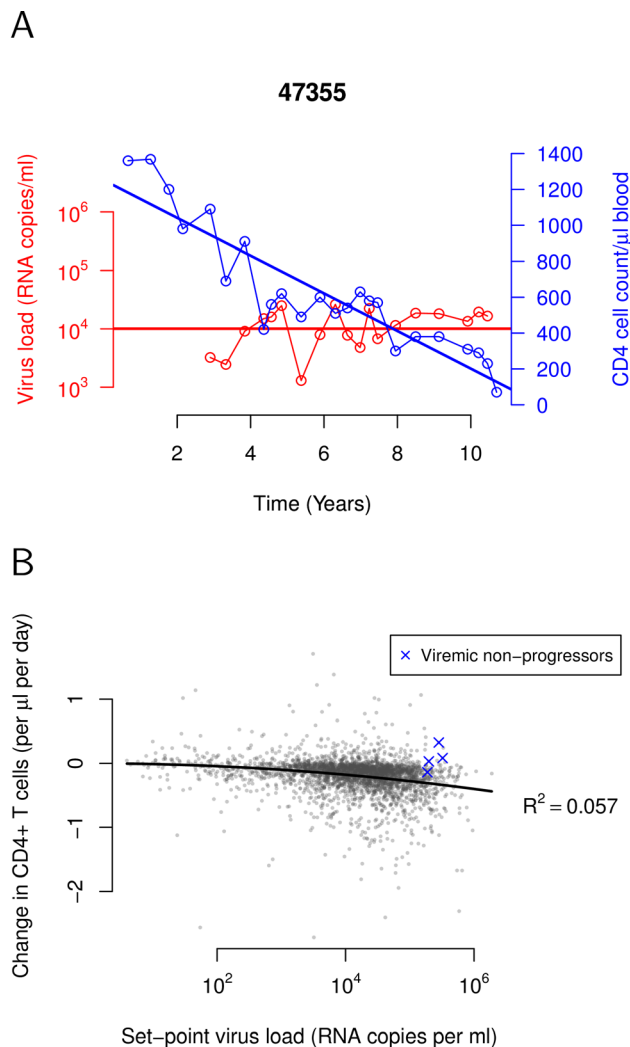 A
47355
Virus load (RNA copies/ml)
10⁶
10⁵
10⁴
10³
1400
1200
1000
800
600
400
200
0
CD4 cell count/μl blood
2 4 6 8 10
Time (Years)
B
Change in CD4+ T cells (per μl per day)
1
0
−1
−2
× Viremic non−progressors
R² = 0.057
10² 10⁴ 10⁶
Set−point virus load (RNA copies per ml)